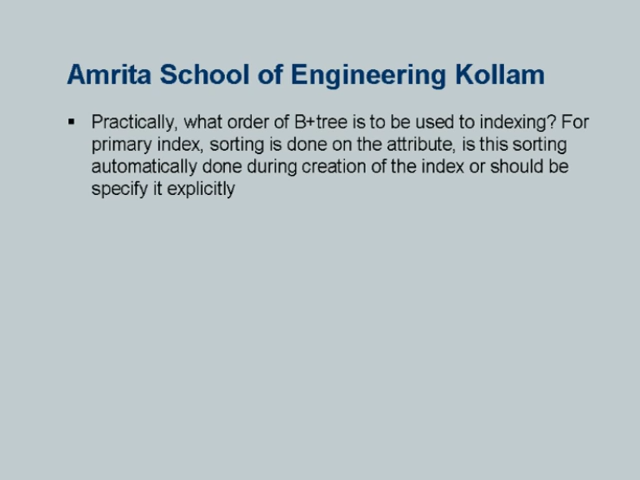 Amrita School of Engineering Kollam
▪ Practically, what order of B+tree is to be used to indexing? For
primary index, sorting is done on the attribute, is this sorting
automatically done during creation of the index or should be
specify it explicitly